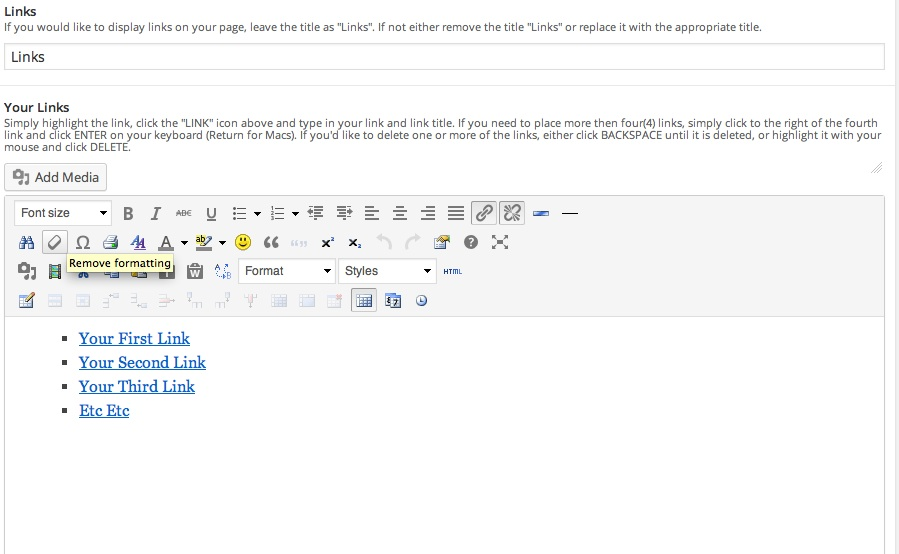 Links
If you would like to display links on your page, leave the title as "Links". If not either remove the title "Links" or replace it with the appropriate title.
Links
Your Links
Simply highlight the link, click the "LINK" icon above and type in your link and link title. If you need to place more then four(4) links, simply click to the right of the fourth
link and click ENTER on your keyboard (Return for Macs). If you'd like to delete one or more of the links, either click BACKSPACE until it is deleted, or highlight it with your
mouse and click DELETE.
Add Media
Font size B I ABC U
Remove formatting
Format Styles HTML
Your First Link
Your Second Link
Your Third Link
Etc Etc